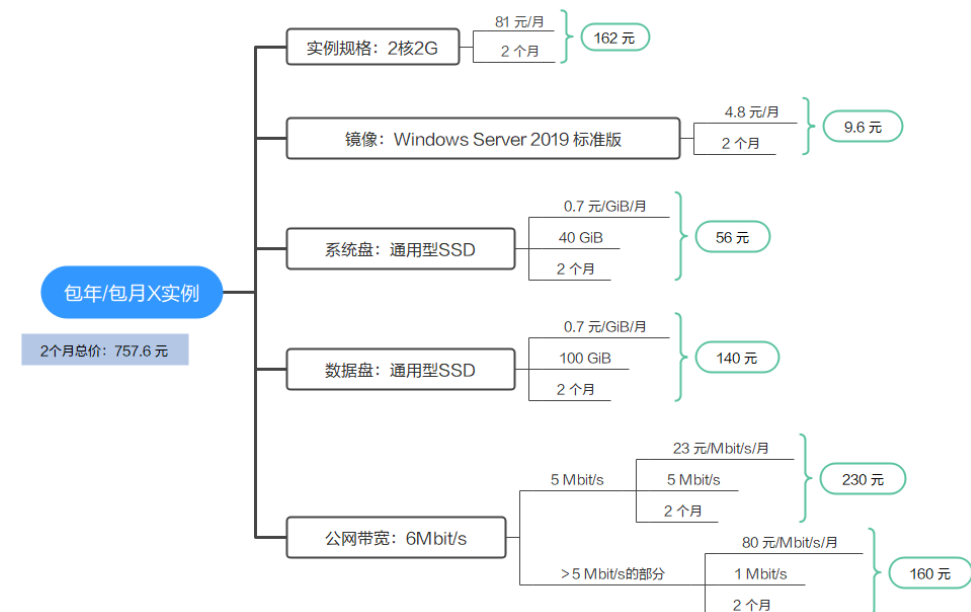 包年/包月X实例
2个月总价：757.6 元
实例规格：2核2G
81 元/月
2 个月
162 元
镜像：Windows Server 2019 标准版
4.8 元/月
2 个月
9.6 元
系统盘：通用型SSD
0.7 元/GiB/月
40 GiB
2 个月
56 元
数据盘：通用型SSD
0.7 元/GiB/月
100 GiB
2 个月
140 元
公网带宽：6Mbit/s
5 Mbit/s
23 元/Mbit/s/月
5 Mbit/s
2 个月
230 元
>5 Mbit/s的部分
80 元/Mbit/s/月
1 Mbit/s
2 个月
160 元